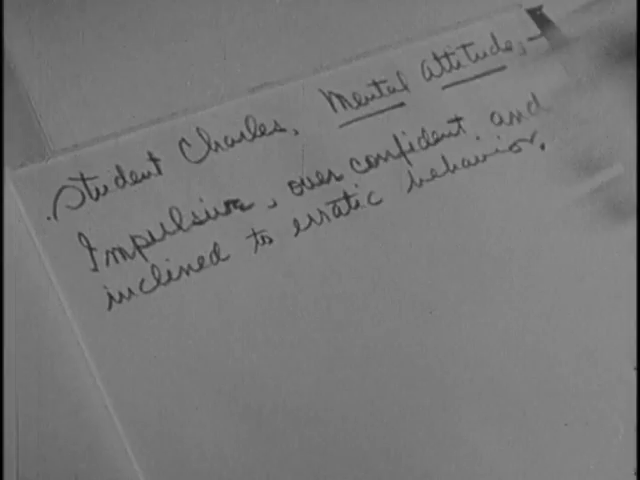 Student Charles, Mental Attitude,
Impulsive, over confident, and
inclined to erratic behavior.